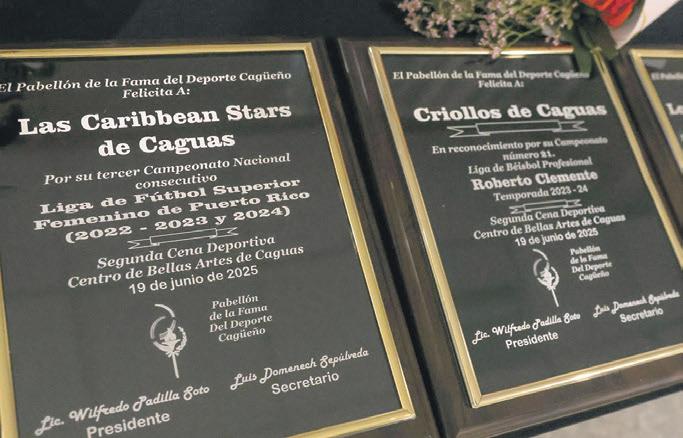 El Pabellón de la Fama del Deporte Cagüeño
Felicita A:
Las Caribbean Stars
de Caguas
Por su tercer Campeonato Nacional
consecutivo
Liga de Fútbol Superior
Femenino de Puerto Rico
(2022 - 2023 y 2024)
Segunda Cena Deportiva
Centro de Bellas Artes de Caguas
19 de junio de 2025
Pabellón
de la Fama
Del Deporte
Cagüeño
Lic. Wilfredo Padilla Soto
Presidente
Luis Domenech Sepúlveda
Secretario
El Pabellón de la Fama del Deporte Cagüeño
Felicita A:
Criollos de Caguas
En reconocimiento por su Campeonato
número 21.
Liga de Béisbol Profesional
Roberto Clemente
Temporada 2023-24
Segunda Cena Deportiva
Centro de Bellas Artes de Caguas
19 de junio de 2025
Pabellón
de la Fama
Del Deporte
Cagüeño
Lic. Wilfredo Padilla Soto
Presidente
Luis Domenech Sepúlveda
Secretario